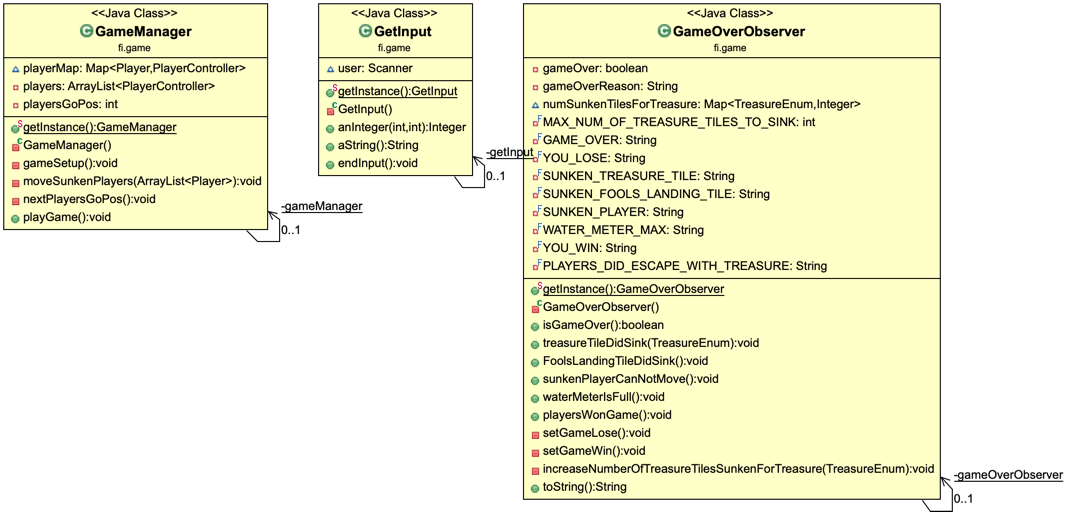 <<Java Class>>
GameManager
fi.game
playerMap: Map<Player,PlayerController>
players: ArrayList<PlayerController>
playersGoPos: int
getInstance():GameManager
GameManager()
gameSetup():void
moveSunkenPlayers(ArrayList<Player>):void
nextPlayersGoPos():void
playGame():void
-gameManager
0..1
<<Java Class>>
GetInput
fi.game
user: Scanner
getInstance():GetInput
GetInput()
anInteger(int,int):Integer
aString():String
endInput():void
-getInput
0..1
<<Java Class>>
GameOverObserver
fi.game
gameOver: boolean
gameOverReason: String
numSunkenTilesForTreasure: Map<TreasureEnum,Integer>
MAX_NUM_OF_TREASURE_TILES_TO_SINK: int
GAME_OVER: String
YOU_LOSE: String
SUNKEN_TREASURE_TILE: String
SUNKEN_FOOLS_LANDING_TILE: String
SUNKEN_PLAYER: String
WATER_METER_MAX: String
YOU_WIN: String
PLAYERS_DID_ESCAPE_WITH_TREASURE: String
getInstance():GameOverObserver
GameOverObserver()
isGameOver():boolean
treasureTileDidSink(TreasureEnum):void
FoolsLandingTileDidSink():void
sunkenPlayerCanNotMove():void
waterMeterIsFull():void
playersWonGame():void
setGameLose():void
setGameWin():void
increaseNumberOfTreasureTilesSunkenForTreasure(TreasureEnum):void
toString():String
-gameOverObserver
0..1